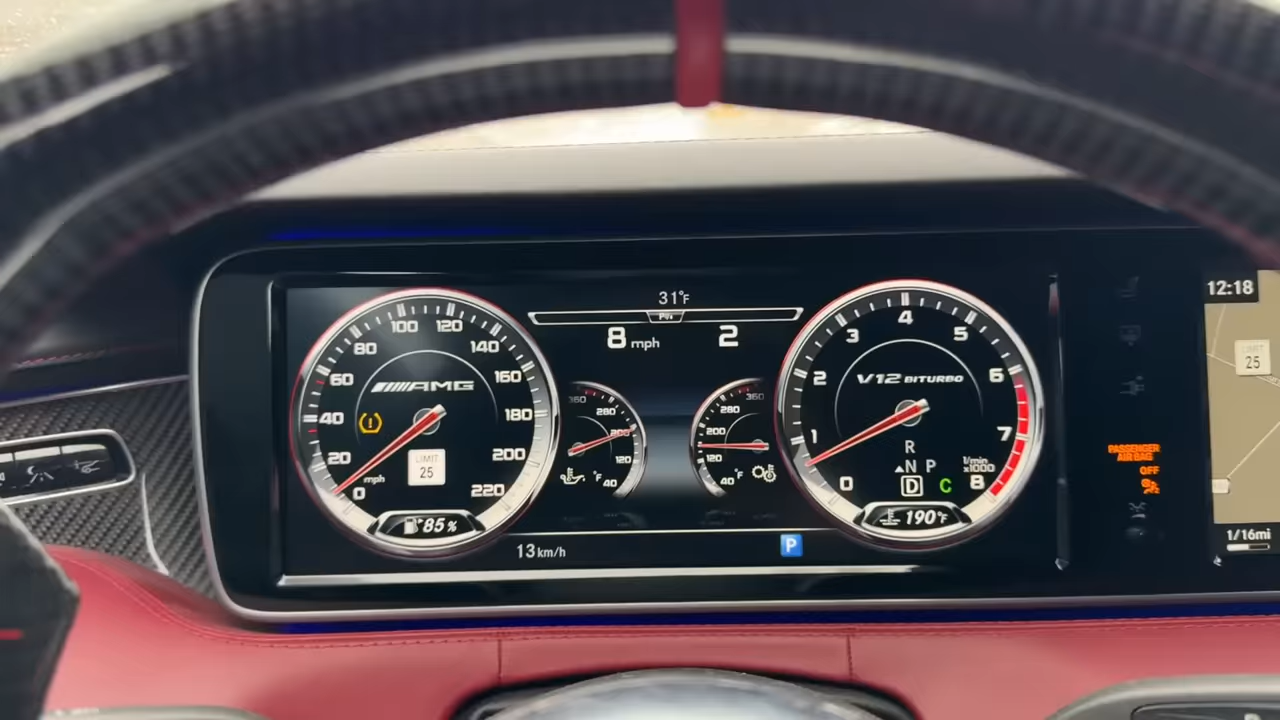 31°F
8 mph
2
100 120
80 140
60 160
40 180
20 200
0 220
AMG
mph
LIMIT
25
85%
360
280
200
120
40
°F
360
280
200
120
40
°F
4
3 5
2 6
1 7
0 8
V12 BITURBO
R
N P
D C
1/min
x1000
190°F
13 km/h
P
PASSENGER
AIR BAG
OFF
12:18
LIMIT
25
1/16mi